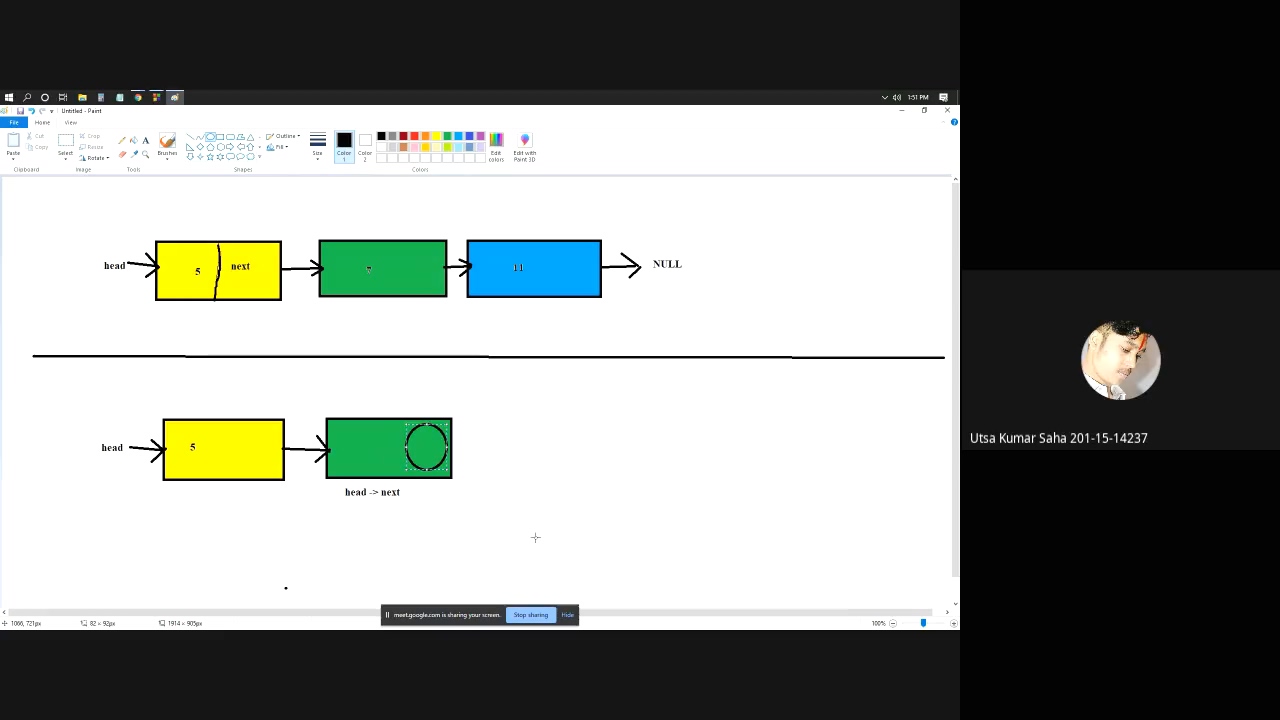 1:51 PM
Untitled - Paint
File Home View
Paste
Cut
Copy
Clipboard
Select
Crop
Resize
Rotate
Image
A
Tools
Brushes
Outline
Fill
Shapes
Size
Color 1
Color 2
Colors
Edit colors
Edit with Paint 3D
head 5 next 7 11 NULL
head 5
head -> next
meet.google.com is sharing your screen. Stop sharing Hide
1066, 721px 82 × 92px 1914 × 905px 100%
Utsa Kumar Saha 201-15-14237